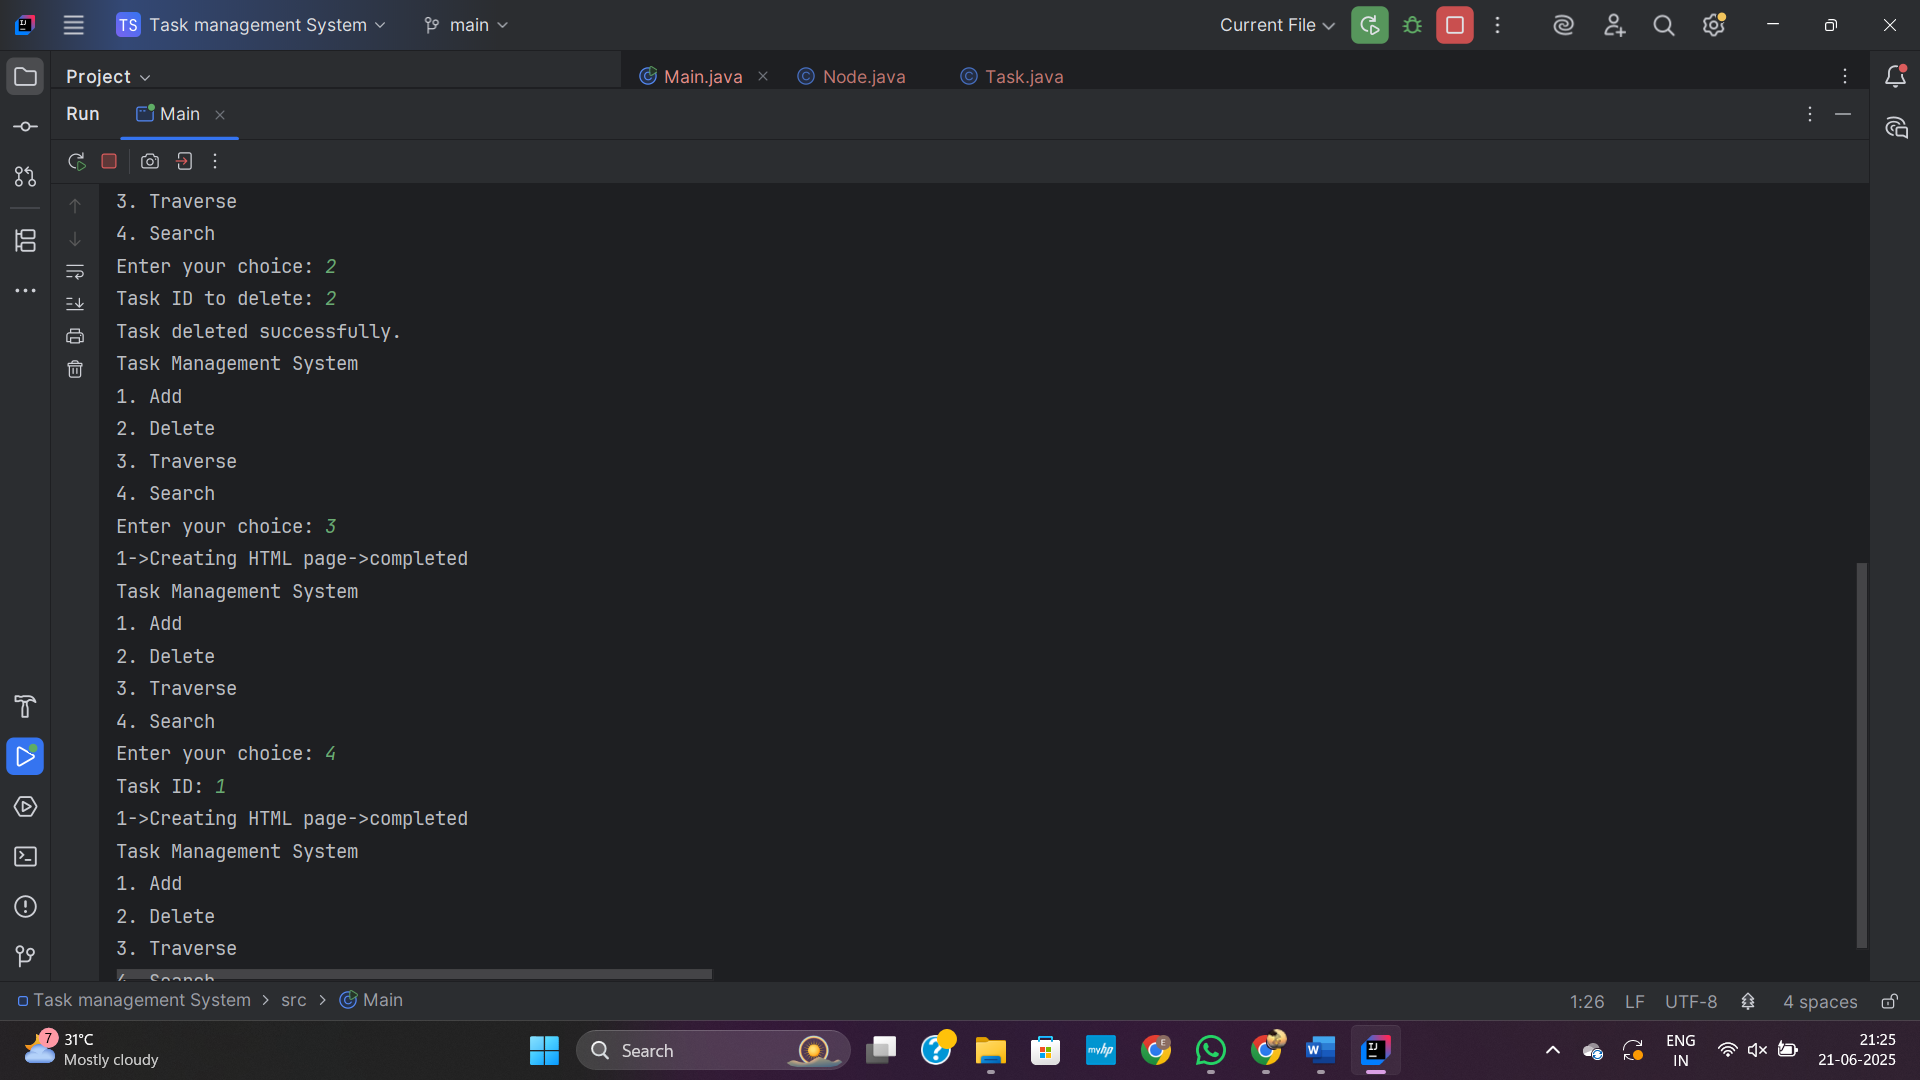 TS Task management System main Current File
Project Main.java Node.java Task.java
Run Main
3. Traverse
4. Search
Enter your choice: 2
Task ID to delete: 2
Task deleted successfully.
Task Management System
1. Add
2. Delete
3. Traverse
4. Search
Enter your choice: 3
1->Creating HTML page->completed
Task Management System
1. Add
2. Delete
3. Traverse
4. Search
Enter your choice: 4
Task ID: 1
1->Creating HTML page->completed
Task Management System
1. Add
2. Delete
3. Traverse
4. Search
Task management System > src > Main 1:26 LF UTF-8 4 spaces
7 31°C
Mostly cloudy
Search
myhp
ENG
IN
21:25
21-06-2025